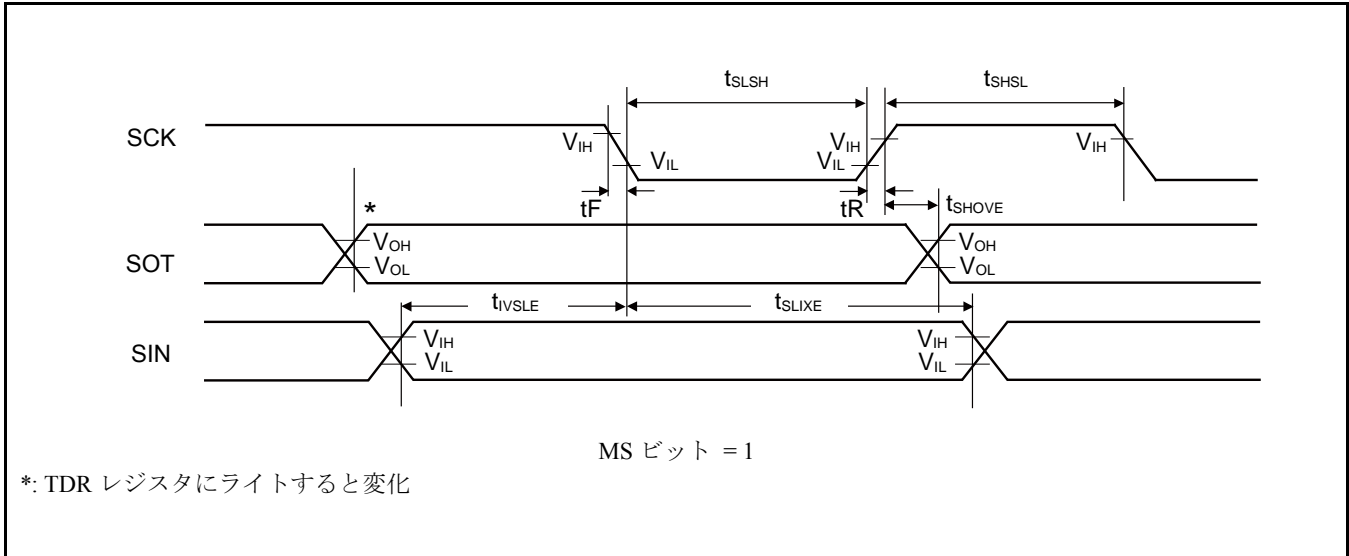 tSLSH tSHSL
SCK VIH VIL VIH VIL VIH
tF tR tSHOVE
*
SOT VOH VOL VOH VOL
tIVSLE tSLIXE
SIN VIH VIL VIH VIL
MS ビット = 1
*: TDR レジスタにライトすると変化